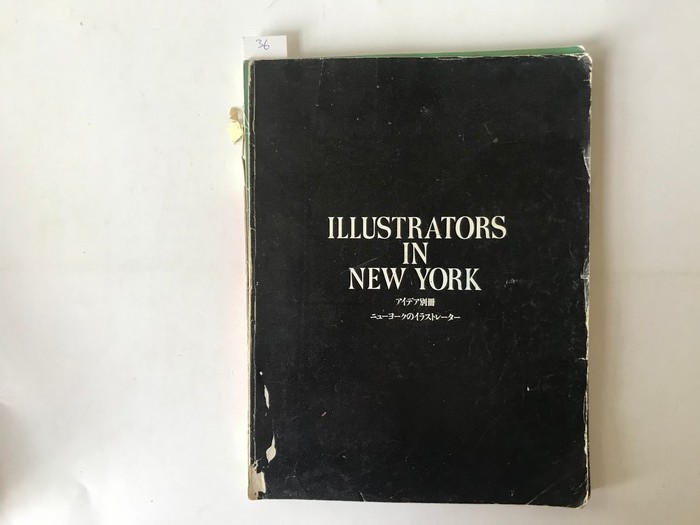 36
ILLUSTRATORS
IN
NEW YORK
アイデア別冊
ニューヨークのイラストレーター